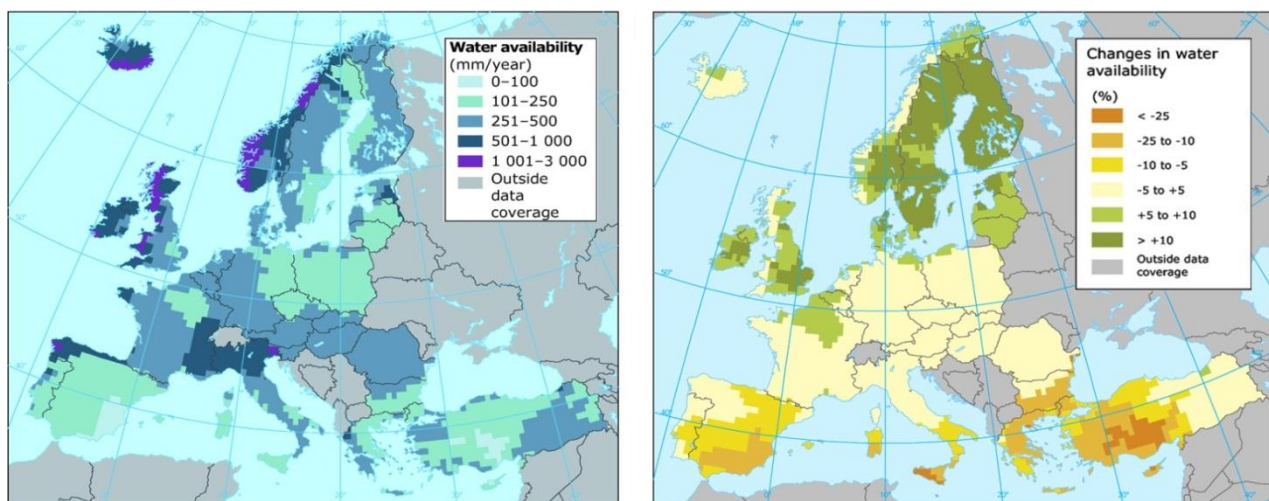 Water availability
(mm/year)
0–100
101–250
251–500
501–1 000
1 001–3 000
Outside
data
coverage
Changes in water
availability
(%)
< -25
-25 to -10
-10 to -5
-5 to +5
+5 to +10
> +10
Outside data
coverage